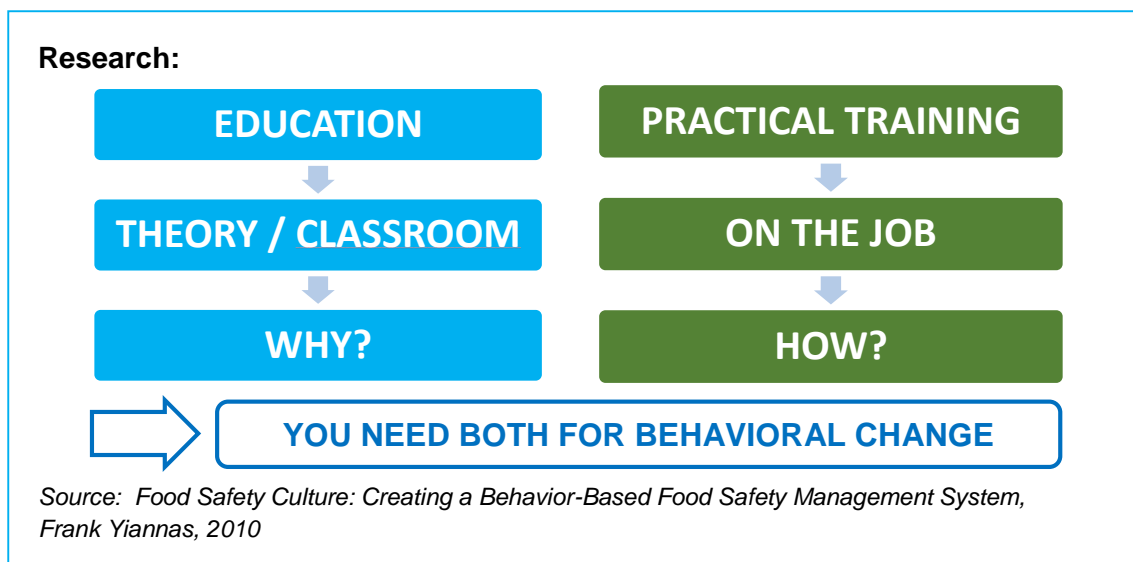 Research:
EDUCATION
THEORY / CLASSROOM
WHY?
PRACTICAL TRAINING
ON THE JOB
HOW?
YOU NEED BOTH FOR BEHAVIORAL CHANGE
Source:  Food Safety Culture: Creating a Behavior-Based Food Safety Management System,
Frank Yiannas, 2010